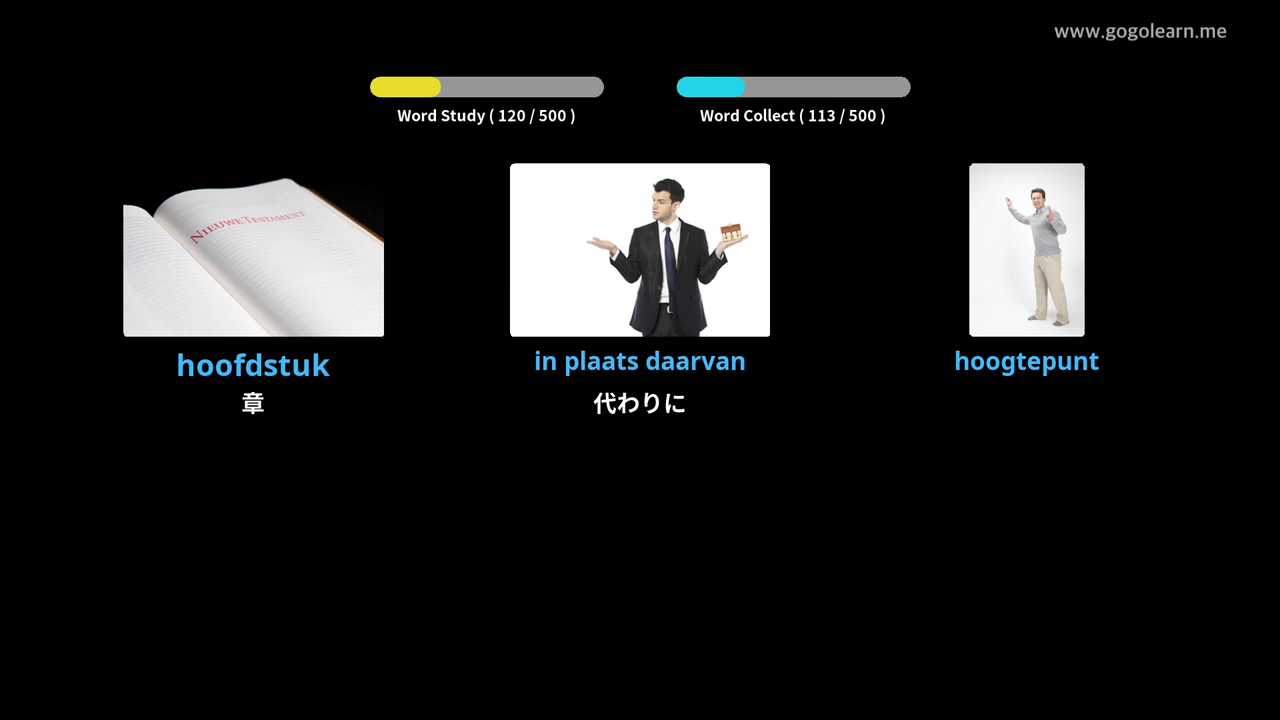 www.gogolearn.me
Word Study ( 120 / 500 )
Word Collect ( 113 / 500 )
NIEUWE TESTAMENT
hoofdstuk
章
in plaats daarvan
代わりに
hoogtepunt